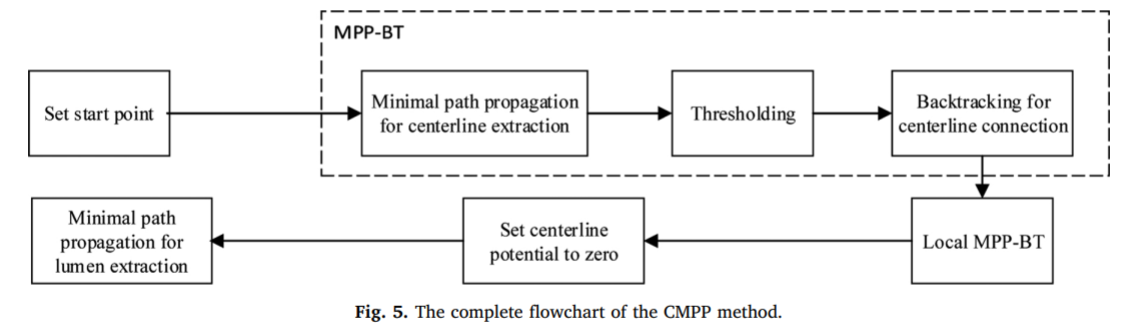 MPP-BT
Set start point
Minimal path propagation
for centerline extraction
Thresholding
Backtracking for
centerline connection
Minimal path
propagation for
lumen extraction
Set centerline
potential to zero
Local MPP-BT
Fig. 5. The complete flowchart of the CMPP method.